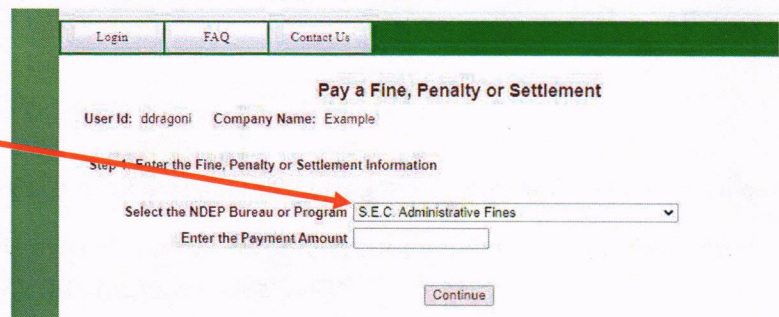 Login FAQ Contact Us
Pay a Fine, Penalty or Settlement
User Id: ddragoni Company Name: Example
Step 1: Enter the Fine, Penalty or Settlement Information
Select the NDEP Bureau or Program S.E.C. Administrative Fines
Enter the Payment Amount
Continue